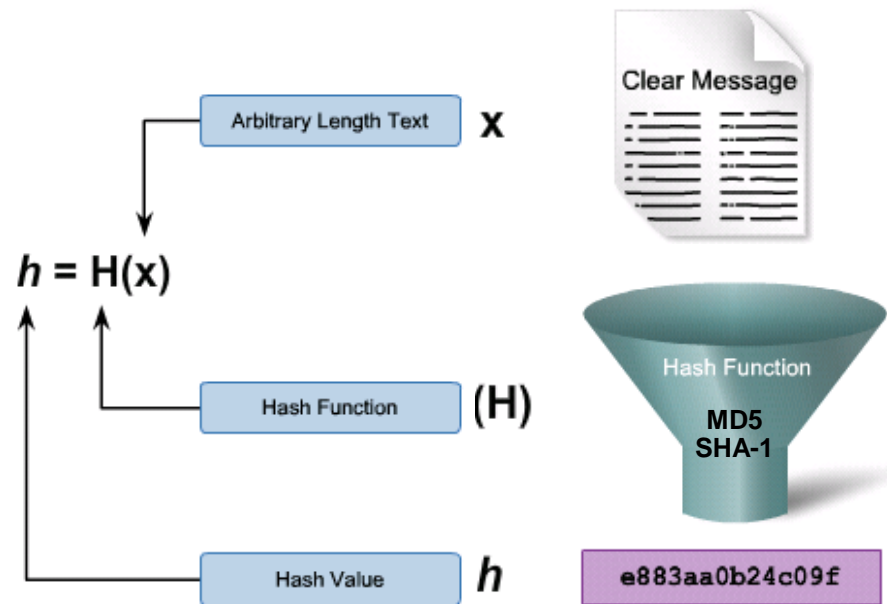 Clear Message
Arbitrary Length Text x
h = H(x)
Hash Function (H)
Hash Function
MD5
SHA-1
Hash Value h
e883aa0b24c09f